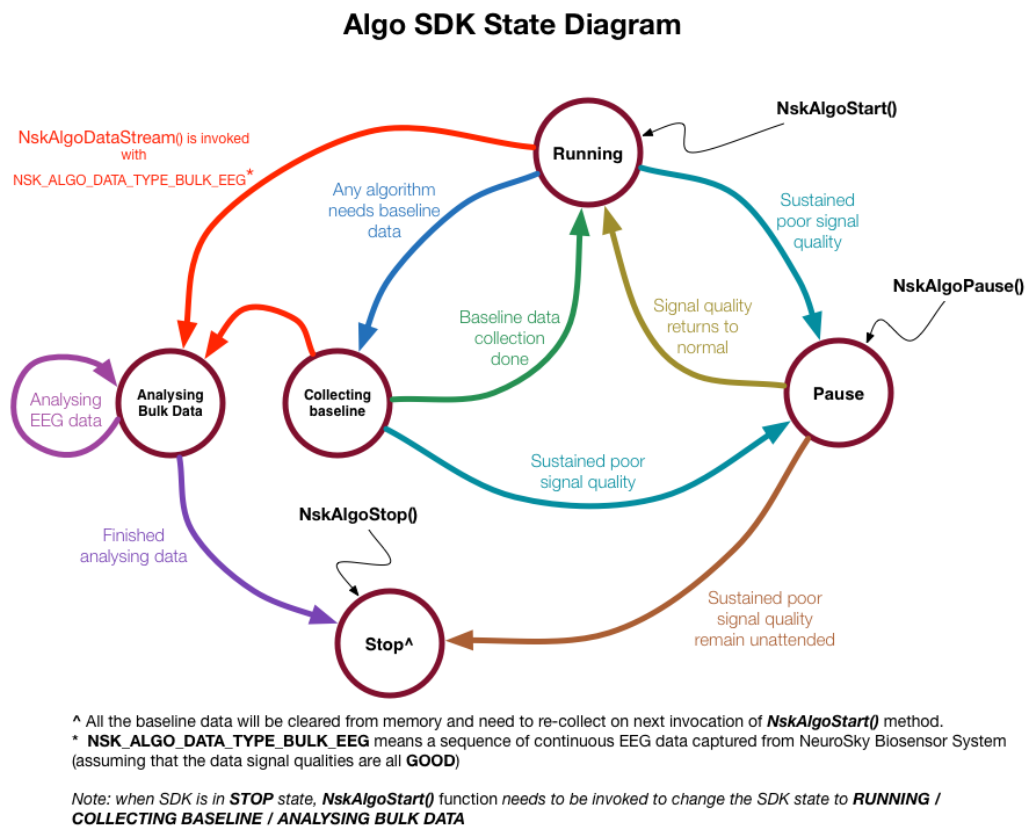 Algo SDK State Diagram
NskAlgoStart()
NskAlgoDataStream() is invoked
with
NSK_ALGO_DATA_TYPE_BULK_EEG*
Running
Any algorithm
needs baseline
data
Sustained
poor signal
quality
NskAlgoPause()
Baseline data
collection
done
Signal quality
returns to
normal
Analysing
EEG data
Analysing
Bulk Data
Collecting
baseline
Pause
Sustained poor
signal quality
NskAlgoStop()
Finished
analysing data
Sustained poor
signal quality
remain unattended
Stop^
^ All the baseline data will be cleared from memory and need to re-collect on next invocation of NskAlgoStart() method.
* NSK_ALGO_DATA_TYPE_BULK_EEG means a sequence of continuous EEG data captured from NeuroSky Biosensor System
(assuming that the data signal qualities are all GOOD)
Note: when SDK is in STOP state, NskAlgoStart() function needs to be invoked to change the SDK state to RUNNING /
COLLECTING BASELINE / ANALYSING BULK DATA